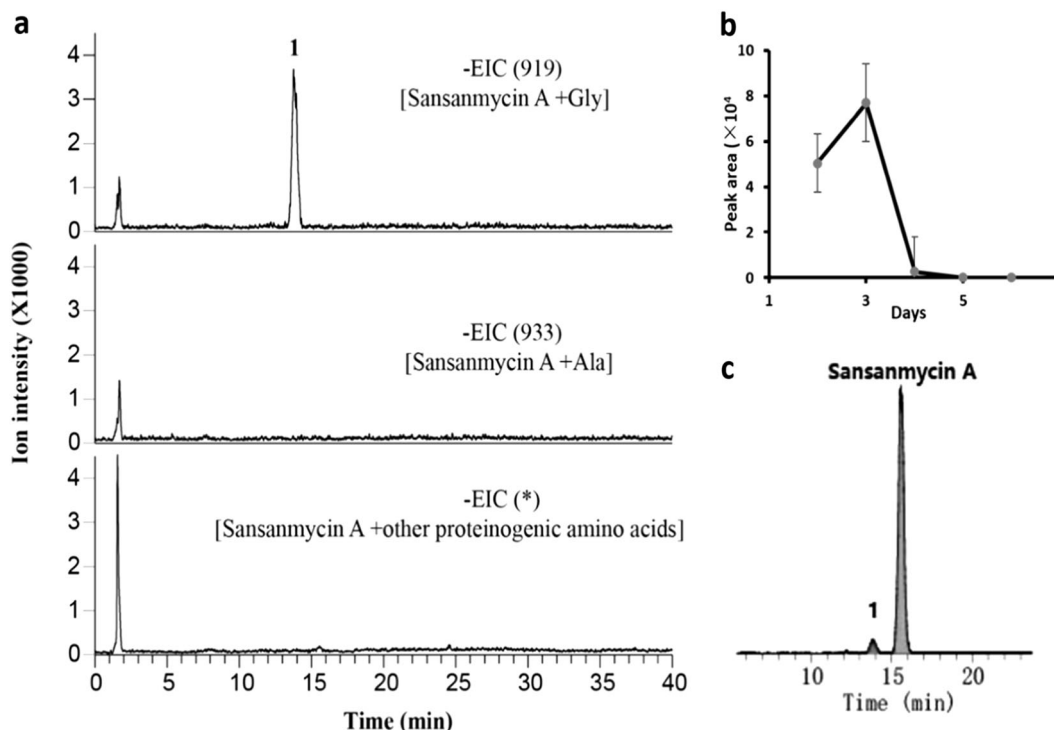 a
Ion intensity (X1000)
4
3
2
1
0
1
-EIC (919)
[Sansanmycin A +Gly]
4
3
2
1
0
-EIC (933)
[Sansanmycin A +Ala]
4
3
2
1
0
-EIC (*)
[Sansanmycin A +other proteinogenic amino acids]
0 5 10 15 20 25 30 35 40
Time (min)
b
Peak area (×10⁴
10
8
6
4
2
0
1 3 5
Days
c
Sansanmycin A
1
10 15 20
Time (min)